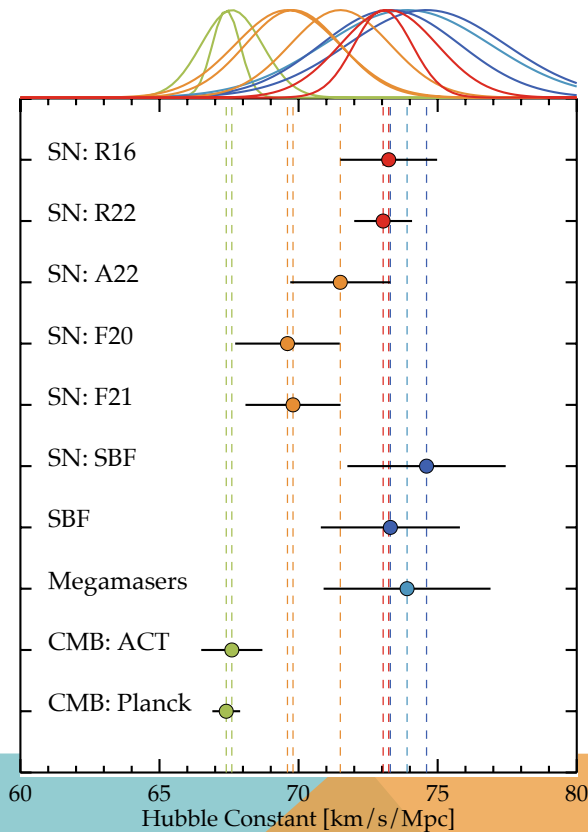 SN: R16
SN: R22
SN: A22
SN: F20
SN: F21
SN: SBF
SBF
Megamasers
CMB: ACT
CMB: Planck
60 65 70 75 80
Hubble Constant [km/s/Mpc]